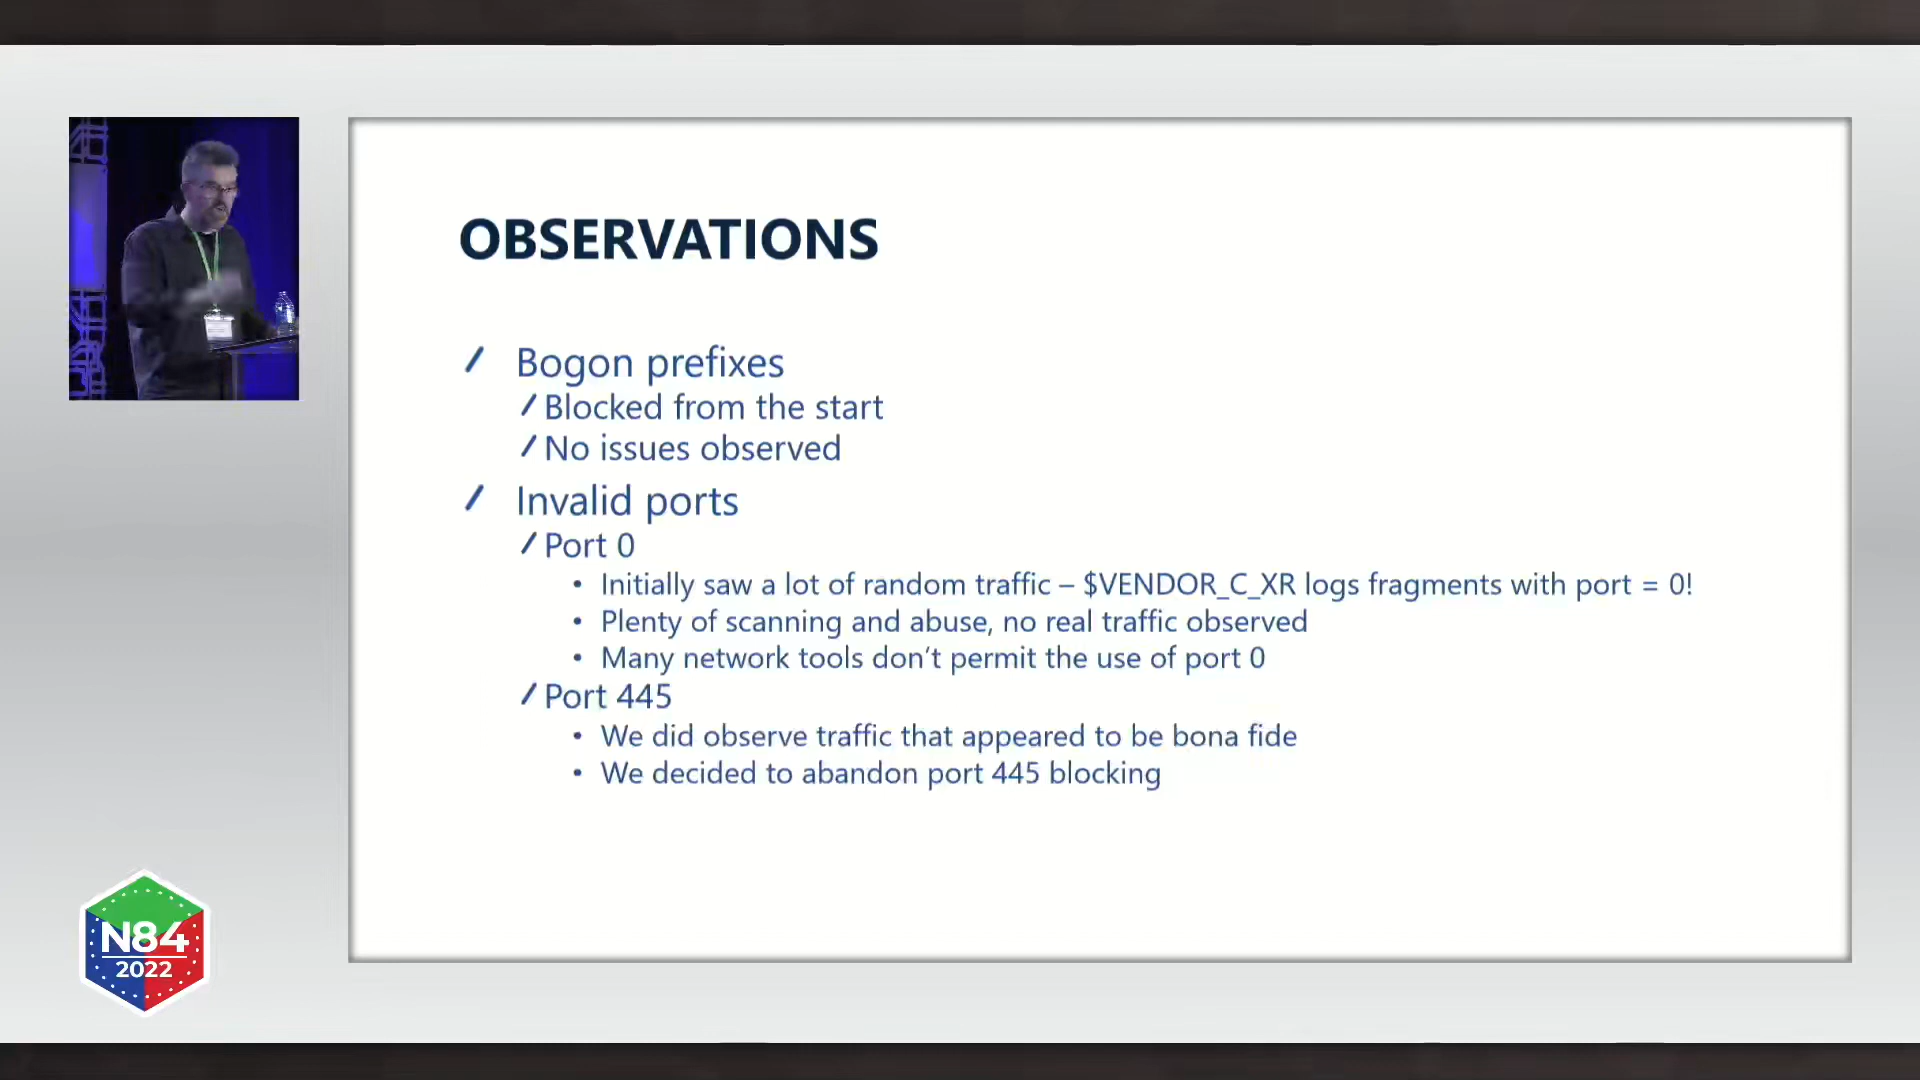 OBSERVATIONS
Bogon prefixes
Blocked from the start
No issues observed
Invalid ports
Port 0
• Initially saw a lot of random traffic – $VENDOR_C_XR logs fragments with port = 0!
• Plenty of scanning and abuse, no real traffic observed
• Many network tools don’t permit the use of port 0
Port 445
• We did observe traffic that appeared to be bona fide
• We decided to abandon port 445 blocking
N84
2022